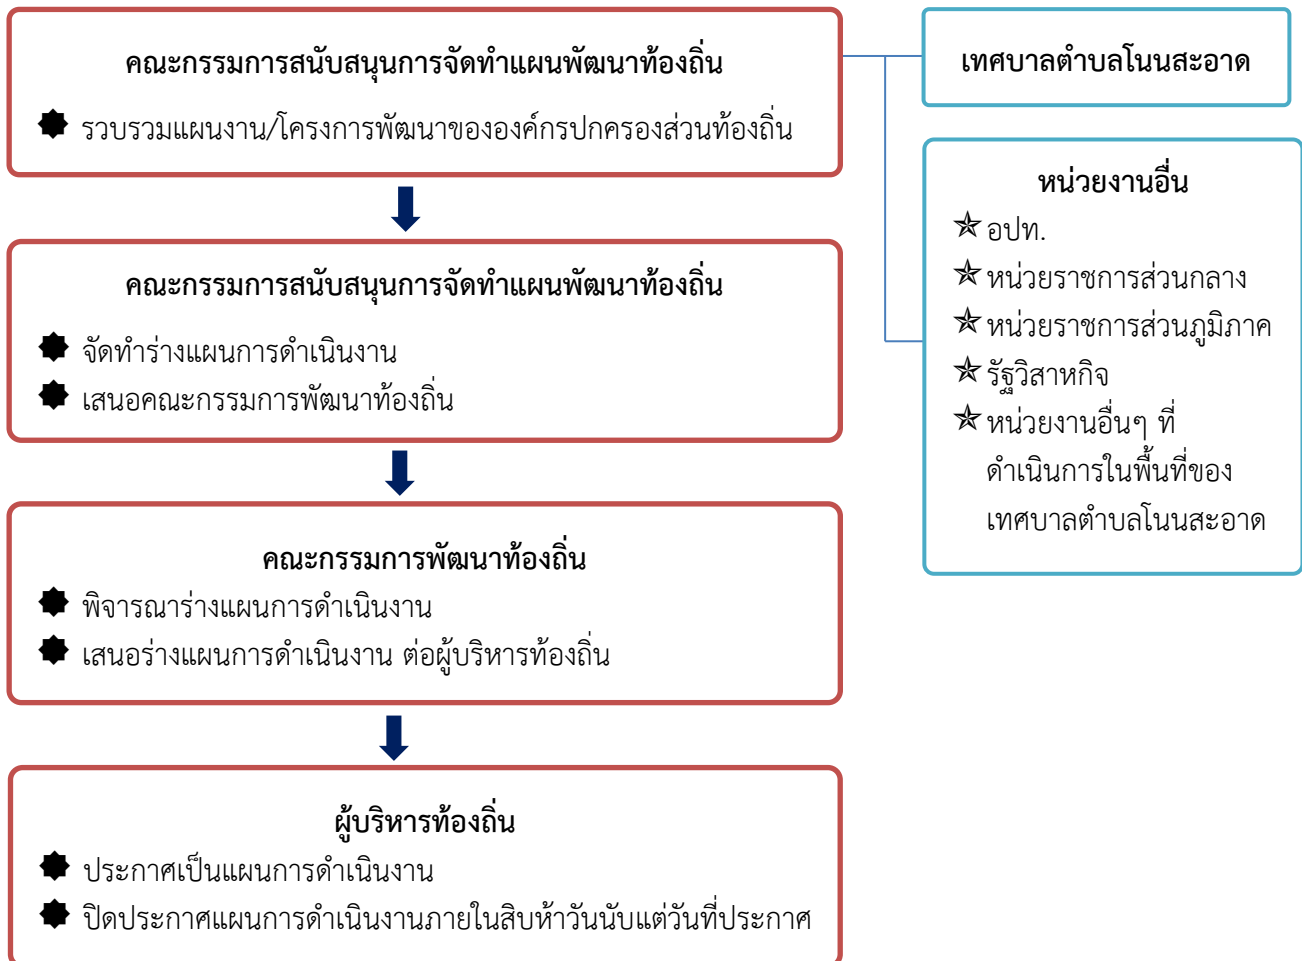 คณะกรรมการสนับสนุนการจัดทำแผนพัฒนาท้องถิ่น
รวบรวมแผนงาน/โครงการพัฒนาขององค์กรปกครองส่วนท้องถิ่น
เทศบาลตำบลโนนสะอาด
หน่วยงานอื่น
อปท.
หน่วยราชการส่วนกลาง
หน่วยราชการส่วนภูมิภาค
รัฐวิสาหกิจ
หน่วยงานอื่นๆ ที่
ดำเนินการในพื้นที่ของ
เทศบาลตำบลโนนสะอาด
คณะกรรมการสนับสนุนการจัดทำแผนพัฒนาท้องถิ่น
จัดทำร่างแผนการดำเนินงาน
เสนอคณะกรรมการพัฒนาท้องถิ่น
คณะกรรมการพัฒนาท้องถิ่น
พิจารณาร่างแผนการดำเนินงาน
เสนอร่างแผนการดำเนินงาน ต่อผู้บริหารท้องถิ่น
ผู้บริหารท้องถิ่น
ประกาศเป็นแผนการดำเนินงาน
ปิดประกาศแผนการดำเนินงานภายในสิบห้าวันนับแต่วันที่ประกาศ